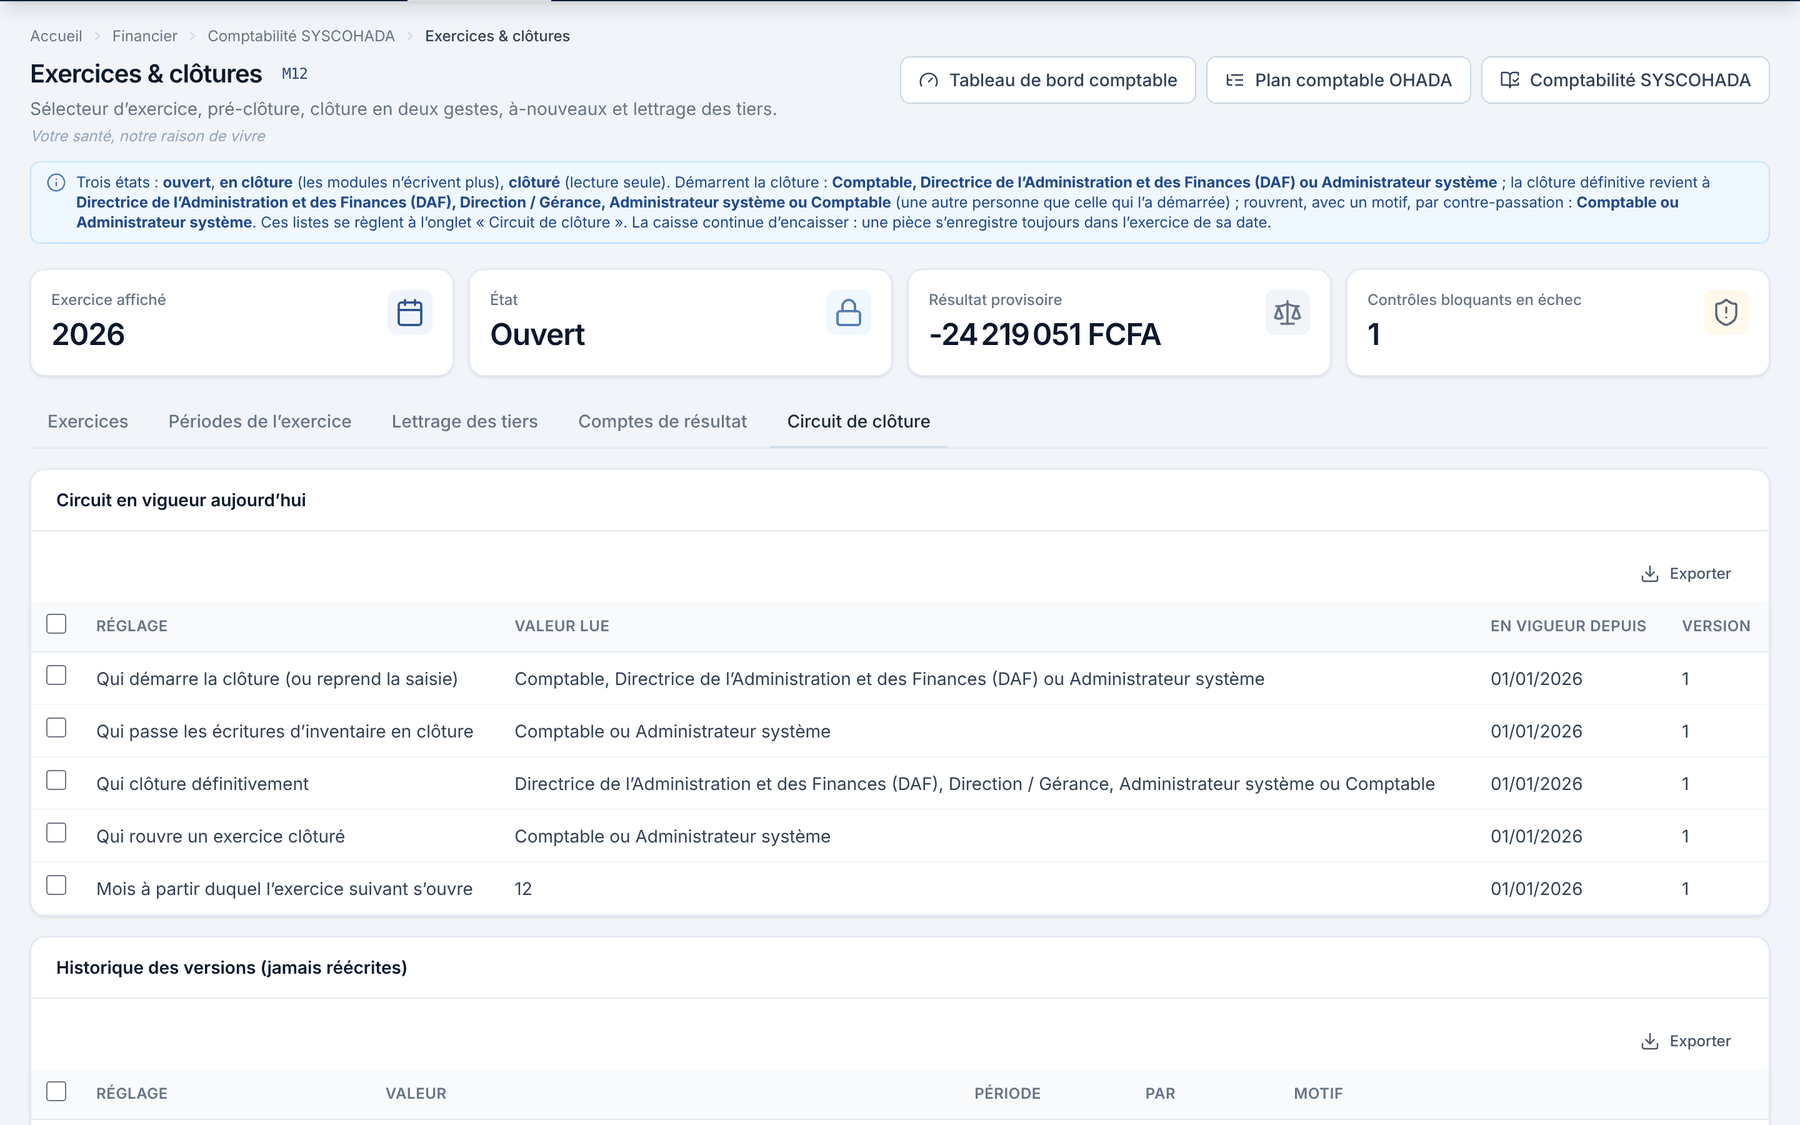 Accueil > Financier > Comptabilité SYSCOHADA > Exercices & clôtures
Exercices & clôtures M12
Tableau de bord comptable
Plan comptable OHADA
Comptabilité SYSCOHADA
Sélecteur d’exercice, pré-clôture, clôture en deux gestes, à-nouveaux et lettrage des tiers.
Votre santé, notre raison de vivre
Trois états : ouvert, en clôture (les modules n’écrivent plus), clôturé (lecture seule). Démarrent la clôture : Comptable, Directrice de l’Administration et des Finances (DAF) ou Administrateur système ; la clôture définitive revient à
Directrice de l’Administration et des Finances (DAF), Direction / Gérance, Administrateur système ou Comptable (une autre personne que celle qui l’a démarrée) ; rouvrent, avec un motif, par contre-passation : Comptable ou
Administrateur système. Ces listes se règlent à l’onglet « Circuit de clôture ». La caisse continue d’encaisser : une pièce s’enregistre toujours dans l’exercice de sa date.
Exercice affiché
2026
État
Ouvert
Résultat provisoire
-24 219 051 FCFA
Contrôles bloquants en échec
1
Exercices Périodes de l’exercice Lettrage des tiers Comptes de résultat Circuit de clôture
Circuit en vigueur aujourd’hui
Exporter
RÉGLAGE VALEUR LUE EN VIGUEUR DEPUIS VERSION
Qui démarre la clôture (ou reprend la saisie) Comptable, Directrice de l’Administration et des Finances (DAF) ou Administrateur système 01/01/2026 1
Qui passe les écritures d’inventaire en clôture Comptable ou Administrateur système 01/01/2026 1
Qui clôture définitivement Directrice de l’Administration et des Finances (DAF), Direction / Gérance, Administrateur système ou Comptable 01/01/2026 1
Qui rouvre un exercice clôturé Comptable ou Administrateur système 01/01/2026 1
Mois à partir duquel l’exercice suivant s’ouvre 12 01/01/2026 1
Historique des versions (jamais réécrites)
Exporter
RÉGLAGE VALEUR PÉRIODE PAR MOTIF